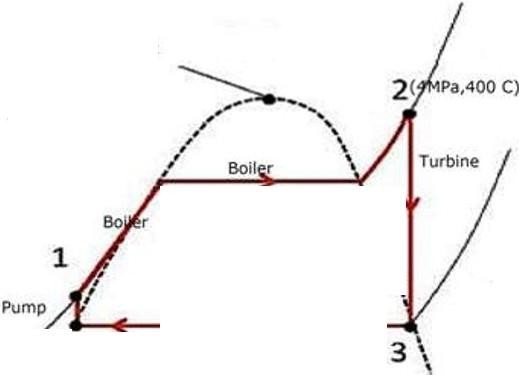 2 (4MPa,400 C)
Boiler
Turbine
Boiler
1
Pump
3